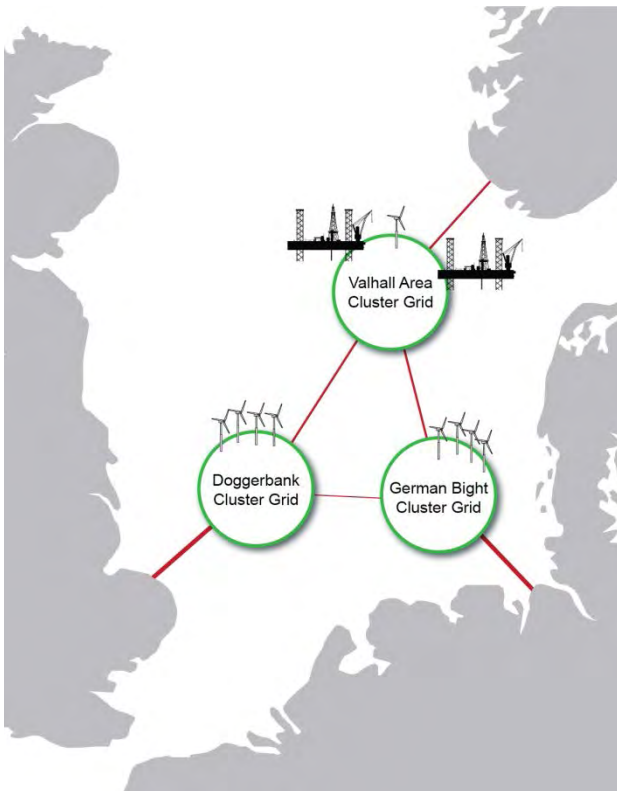 Valhall Area
Cluster Grid
Doggerbank
Cluster Grid
German Bight
Cluster Grid